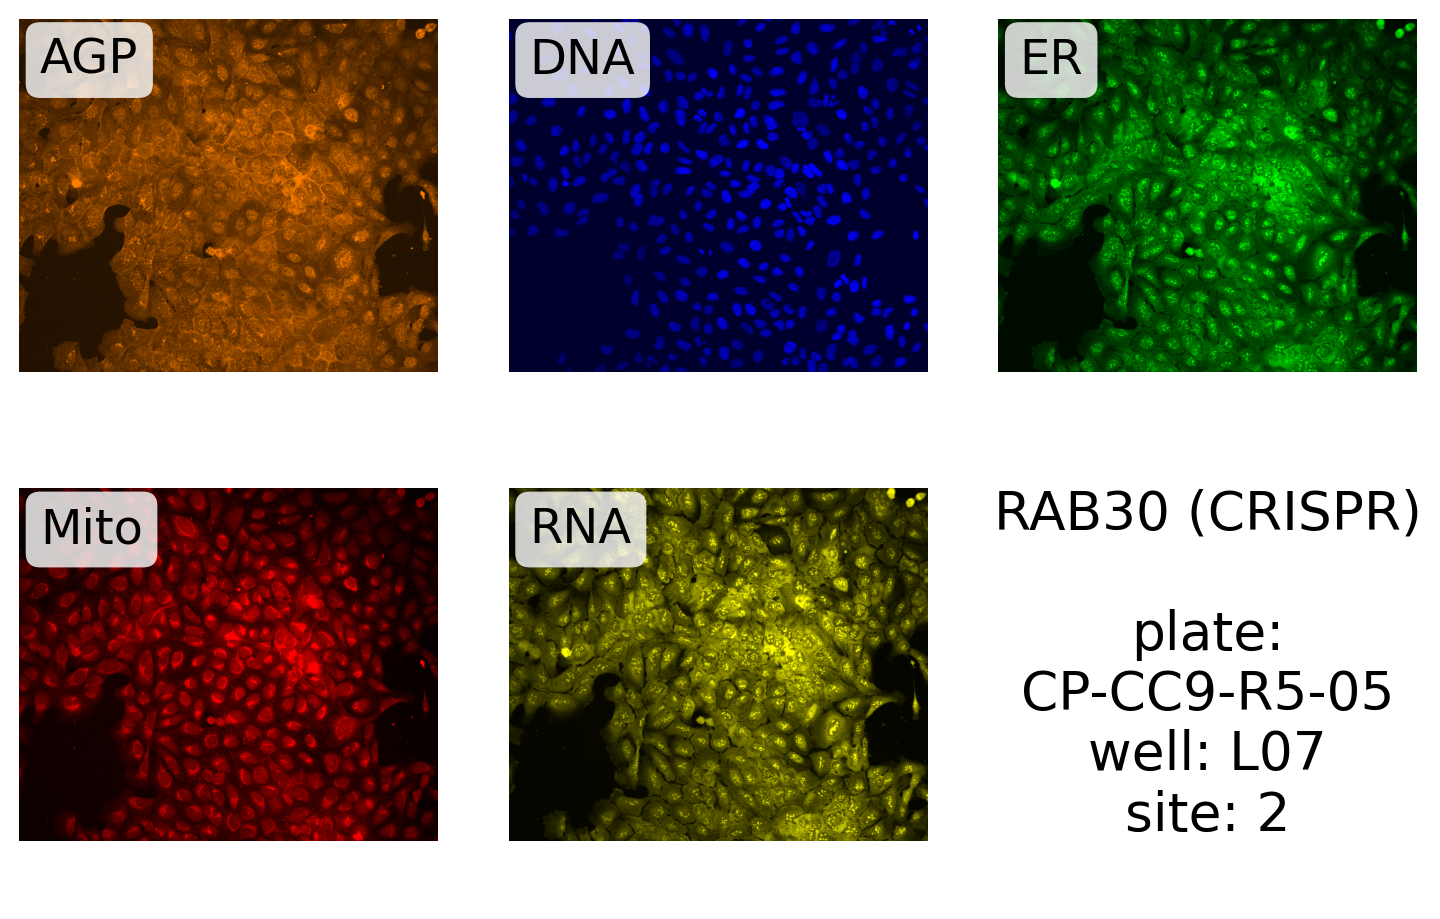 AGP
DNA
ER
Mito
RNA
RAB30 (CRISPR)
plate:
CP-CC9-R5-05
well: L07
site: 2